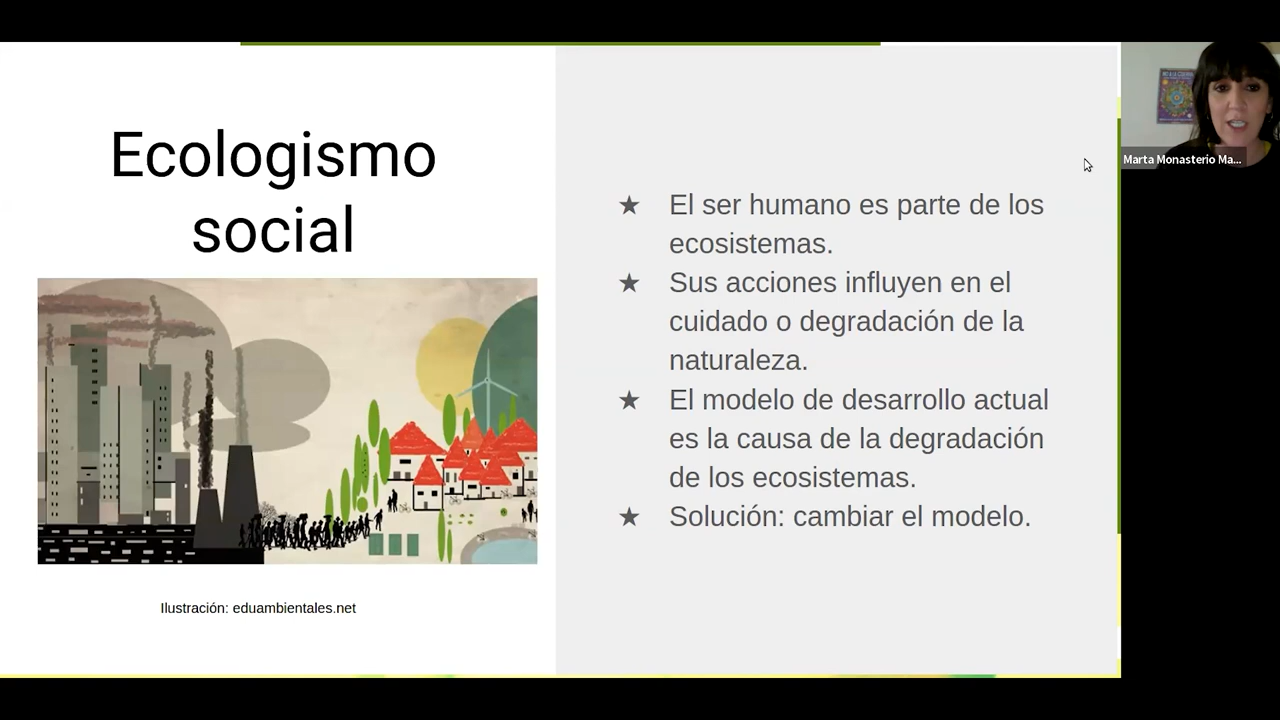 Ecologismo
social
Ilustración: eduambientales.net
★ El ser humano es parte de los
ecosistemas.
★ Sus acciones influyen en el
cuidado o degradación de la
naturaleza.
★ El modelo de desarrollo actual
es la causa de la degradación
de los ecosistemas.
★ Solución: cambiar el modelo.
Marta Monasterio Ma...